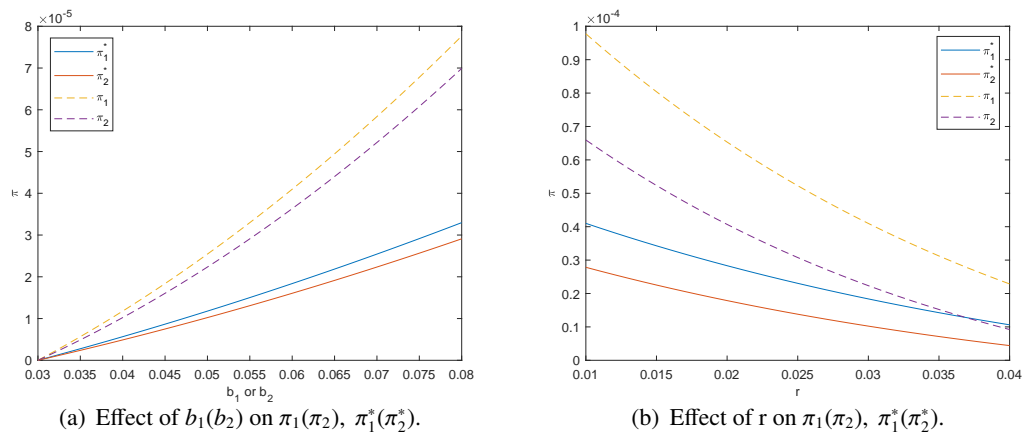 ×10⁻⁵
8
7
6
5
4
3
2
1
0
π
π₁*
π₂*
π₁
π₂
0.03 0.035 0.04 0.045 0.05 0.055 0.06 0.065 0.07 0.075 0.08
b₁ or b₂
(a) Effect of b₁(b₂) on π₁(π₂), π₁*(π₂*).
×10⁻⁴
1
0.9
0.8
0.7
0.6
0.5
0.4
0.3
0.2
0.1
0
π
π₁*
π₂*
π₁
π₂
0.01 0.015 0.02 0.025 0.03 0.035 0.04
r
(b) Effect of r on π₁(π₂), π₁*(π₂*).